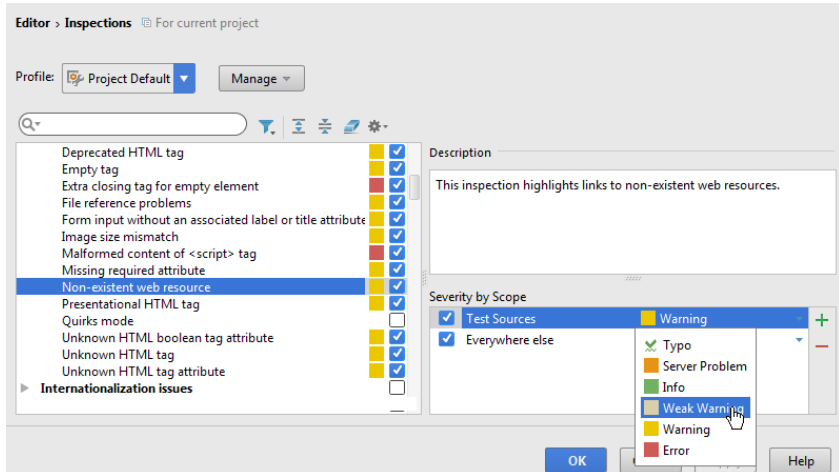 Editor › Inspections For current project
Profile: Project Default Manage
Deprecated HTML tag
Empty tag
Extra closing tag for empty element
File reference problems
Form input without an associated label or title attribute
Image size mismatch
Malformed content of <script> tag
Missing required attribute
Non-existent web resource
Presentational HTML tag
Quirks mode
Unknown HTML boolean tag attribute
Unknown HTML tag
Unknown HTML tag attribute
Internationalization issues
Description
This inspection highlights links to non-existent web resources.
Severity by Scope
Test Sources Warning
Everywhere else
Typo
Server Problem
Info
Weak Warning
Warning
Error
OK
Help